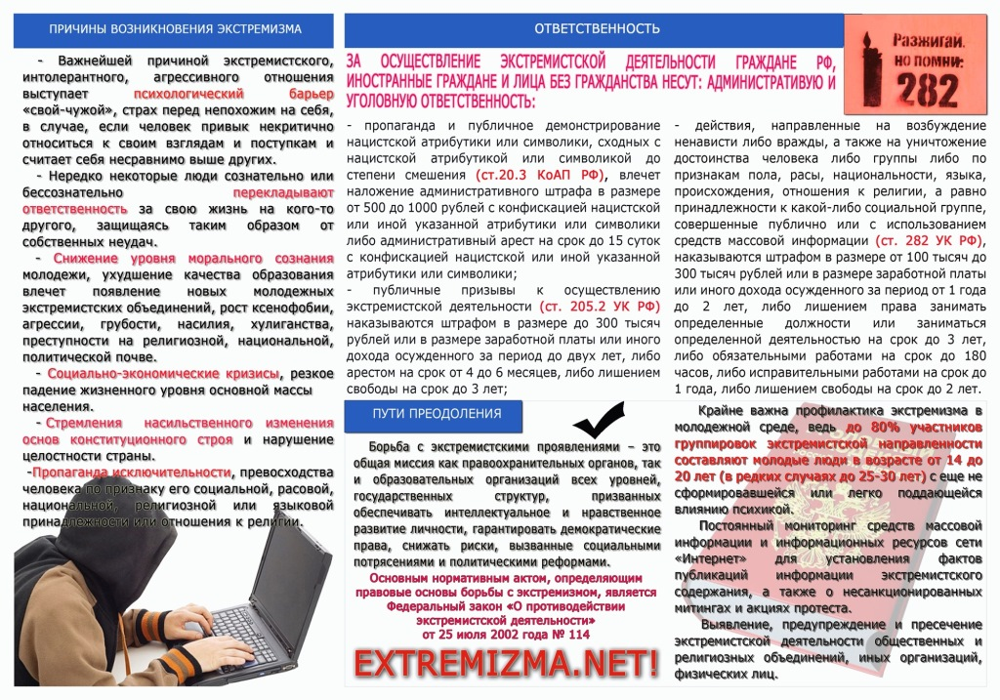 ПРИЧИНЫ ВОЗНИКНОВЕНИЯ ЭКСТРЕМИЗМА
- Важнейшей причиной экстремистского,
интолерантного, агрессивного отношения
выступает психологический барьер
«свой-чужой», страх перед непохожим на себя,
в случае, если человек привык некритично
относиться к своим взглядам и поступкам и
считает себя несравнимо выше других.
- Нередко некоторые люди сознательно или
бессознательно перекладывают
ответственность за свою жизнь на кого-то
другого, защищаясь таким образом от
собственных неудач.
- Снижение уровня морального сознания
молодежи, ухудшение качества образования
влечет появление новых молодежных
экстремистских объединений, рост ксенофобии,
агрессии, грубости, насилия, хулиганства,
преступности на религиозной, национальной,
политической почве.
- Социально-экономические кризисы, резкое
падение жизненного уровня основной массы
населения.
- Стремления насильственного изменения
основ конституционного строя и нарушение
целостности страны.
-Пропаганда исключительности, превосходства
человека по признаку его социальной, расовой,
национальной, религиозной или языковой
принадлежности или отношения к религии.
ОТВЕТСТВЕННОСТЬ
Разжигай,
но помни:
282
ЗА ОСУЩЕСТВЛЕНИЕ ЭКСТРЕМИСТСКОЙ ДЕЯТЕЛЬНОСТИ ГРАЖДАНЕ РФ,
ИНОСТРАННЫЕ ГРАЖДАНЕ И ЛИЦА БЕЗ ГРАЖДАНСТВА НЕСУТ: АДМИНИСТРАТИВУЮ И
УГОЛОВНУЮ ОТВЕТСТВЕННОСТЬ:
- пропаганда и публичное демонстрирование
нацистской атрибутики или символики, сходных с
нацистской атрибутикой или символикой до
степени смешения (ст.20.3 КоАП РФ), влечет
наложение административного штрафа в размере
от 500 до 1000 рублей с конфискацией нацистской
или иной указанной атрибутики или символики
либо административный арест на срок до 15 суток
с конфискацией нацистской или иной указанной
атрибутики или символики;
- публичные призывы к осуществлению
экстремистской деятельности (ст. 205.2 УК РФ)
наказываются штрафом в размере до 300 тысяч
рублей или в размере заработной платы или иного
дохода осужденного за период до двух лет, либо
арестом на срок от 4 до 6 месяцев, либо лишением
свободы на срок до 3 лет;
- действия, направленные на возбуждение
ненависти либо вражды, а также на уничтожение
достоинства человека либо группы либо по
признакам пола, расы, национальности, языка,
происхождения, отношения к религии, а равно
принадлежности к какой-либо социальной группе,
совершенные публично или с использованием
средств массовой информации (ст. 282 УК РФ),
наказываются штрафом в размере от 100 тысяч до
300 тысяч рублей или в размере заработной платы
или иного дохода осужденного за период от 1 года
до 2 лет, либо лишением права занимать
определенные должности или заниматься
определенной деятельностью на срок до 3 лет,
либо обязательными работами на срок до 180
часов, либо исправительными работами на срок до
1 года, либо лишением свободы на срок до 2 лет.
ПУТИ ПРЕОДОЛЕНИЯ
Борьба с экстремистскими проявлениями – это
общая миссия как правоохранительных органов, так
и образовательных организаций всех уровней,
государственных структур, призванных
обеспечивать интеллектуальное и нравственное
развитие личности, гарантировать демократические
права, снижать риски, вызванные социальными
потрясениями и политическими реформами.
Основным нормативным актом, определяющим
правовые основы борьбы с экстремизмом, является
Федеральный закон «О противодействии
экстремистской деятельности»
от 25 июля 2002 года № 114
EXTREMIZMA.NET!
Крайне важна профилактика экстремизма в
молодежной среде, ведь до 80% участников
группировок экстремистской направленности
составляют молодые люди в возрасте от 14 до
20 лет (в редких случаях до 25-30 лет) с еще не
сформировавшейся или легко поддающейся
влиянию психикой.
Постоянный мониторинг средств массовой
информации и информационных ресурсов сети
«Интернет» для установления фактов
публикаций информации экстремистского
содержания, а также о несанкционированных
митингах и акциях протеста.
Выявление, предупреждение и пресечение
экстремистской деятельности общественных и
религиозных объединений, иных организаций,
физических лиц.